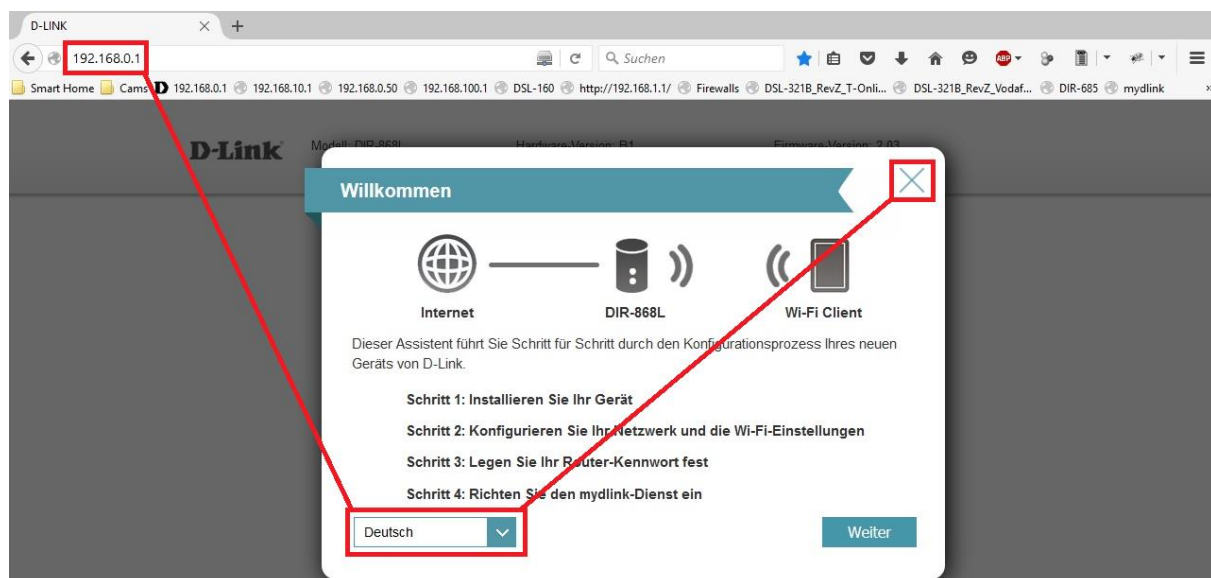 D-LINK
192.168.0.1
Suchen
ABP
Smart Home Cams 192.168.0.1 192.168.10.1 192.168.0.50 192.168.100.1 DSL-160 http://192.168.1.1/ Firewalls DSL-321B_RevZ_T-Onli... DSL-321B_RevZ_Vodaf... DIR-685 mydlink
D-Link Modell: DIR-868L Hardware-Version: B1 Firmware-Version: 2.03
Willkommen
Internet DIR-868L Wi-Fi Client
Dieser Assistent führt Sie Schritt für Schritt durch den Konfigurationsprozess Ihres neuen
Geräts von D-Link.
Schritt 1: Installieren Sie Ihr Gerät
Schritt 2: Konfigurieren Sie Ihr Netzwerk und die Wi-Fi-Einstellungen
Schritt 3: Legen Sie Ihr Router-Kennwort fest
Schritt 4: Richten Sie den mydlink-Dienst ein
Deutsch Weiter